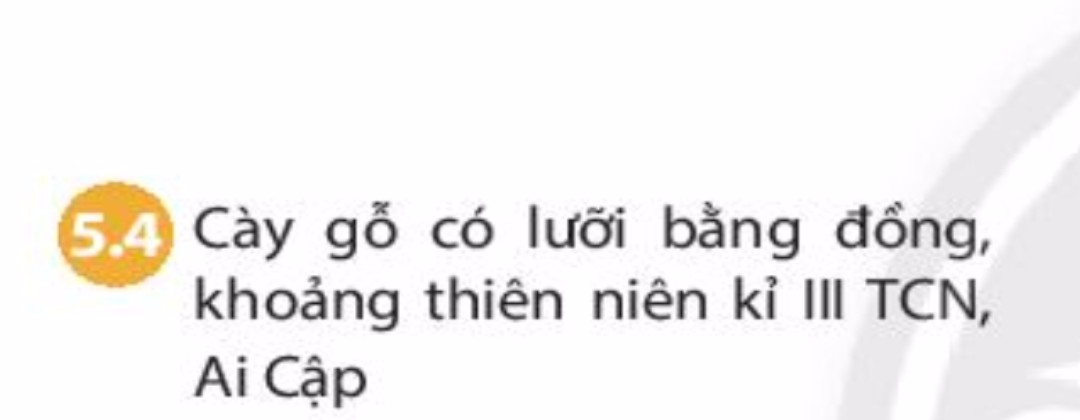 5.4 Cày gỗ có lưỡi bằng đồng,
khoảng thiên niên kỉ III TCN,
Ai Cập